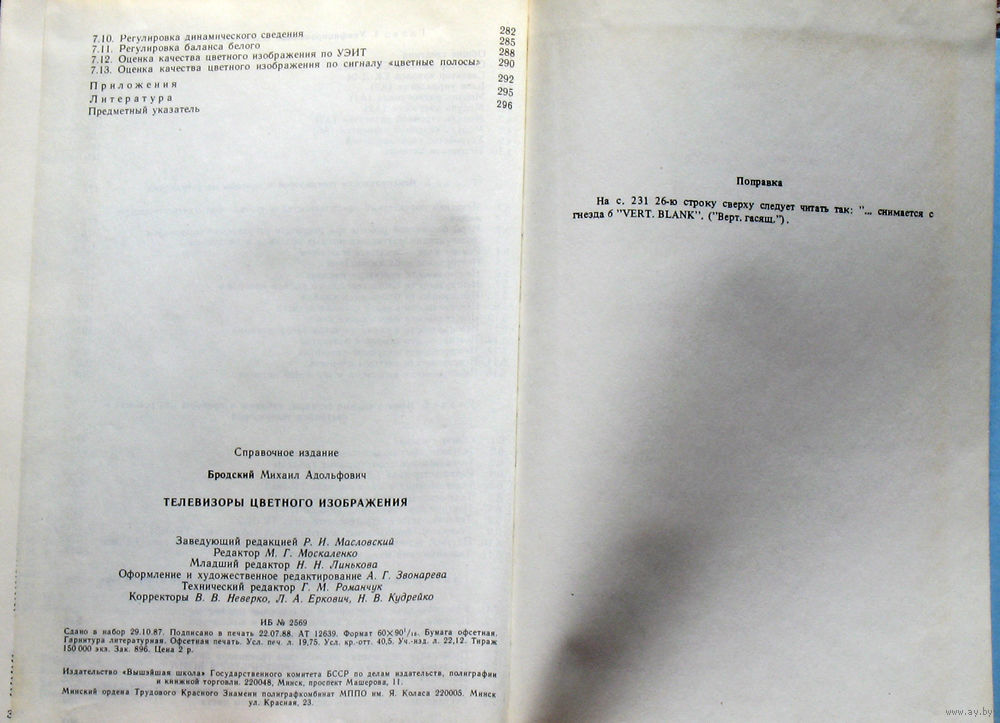 7.10. Регулировка динамического сведения 282
7.11. Регулировка баланса белого 285
7.12. Оценка качества цветного изображения по УЭИТ 288
7.13. Оценка качества цветного изображения по сигналу «цветные полосы» 290
Приложения 292
Литература 295
Предметный указатель 296
Справочное издание
Бродский Михаил Адольфович
ТЕЛЕВИЗОРЫ ЦВЕТНОГО ИЗОБРАЖЕНИЯ
Заведующий редакцией Р. И. Масловский
Редактор М. Г. Москаленко
Младший редактор Н. Н. Линькова
Оформление и художественное редактирование А. Г. Звонарева
Технический редактор Г. М. Романчук
Корректоры В. В. Неверко, Л. А. Еркович, Н. В. Кудрейко
ИБ № 2569
Сдано в набор 29.10.87. Подписано в печать 22.07.88. АТ 12639. Формат 60×90¹/₁₆. Бумага офсетная.
Гарнитура литературная. Офсетная печать. Усл. печ. л. 19,75. Усл. кр.-отт. 40,5. Уч.-изд. л. 22,12. Тираж
150 000 экз. Зак. 896. Цена 2 р.
Издательство «Вышэйшая школа» Государственного комитета БССР по делам издательств, полиграфии
и книжной торговли. 220048, Минск, проспект Машерова, 11.
Минский ордена Трудового Красного Знамени полиграфкомбинат МППО им. Я. Коласа 220005. Минск
ул. Красная, 23.
Поправка
На с. 231 26-ю строку сверху следует читать так: "... снимается с
гнезда 6 "VERT. BLANK". ("Верт. гасящ.").
www.ay.by